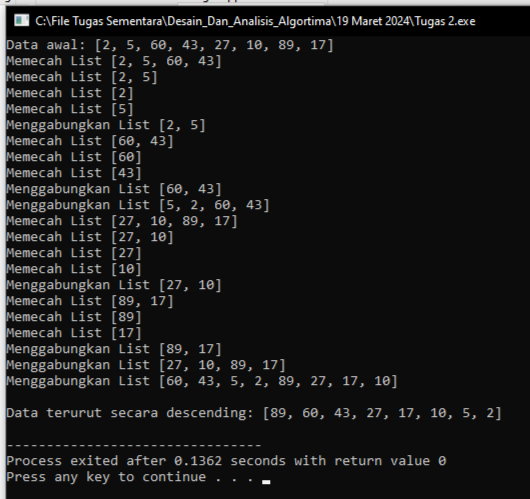 C:\File Tugas Sementara\Desain_Dan_Analisis_Algortima\19 Maret 2024\Tugas 2.exe
Data awal: [2, 5, 60, 43, 27, 10, 89, 17]
Memecah List [2, 5, 60, 43]
Memecah List [2, 5]
Memecah List [2]
Memecah List [5]
Menggabungkan List [2, 5]
Memecah List [60, 43]
Memecah List [60]
Memecah List [43]
Menggabungkan List [60, 43]
Menggabungkan List [5, 2, 60, 43]
Memecah List [27, 10, 89, 17]
Memecah List [27, 10]
Memecah List [27]
Memecah List [10]
Menggabungkan List [27, 10]
Memecah List [89, 17]
Memecah List [89]
Memecah List [17]
Menggabungkan List [89, 17]
Menggabungkan List [27, 10, 89, 17]
Menggabungkan List [60, 43, 5, 2, 89, 27, 17, 10]
Data terurut secara descending: [89, 60, 43, 27, 17, 10, 5, 2]
--------------------------------
Process exited after 0.1362 seconds with return value 0
Press any key to continue . . .